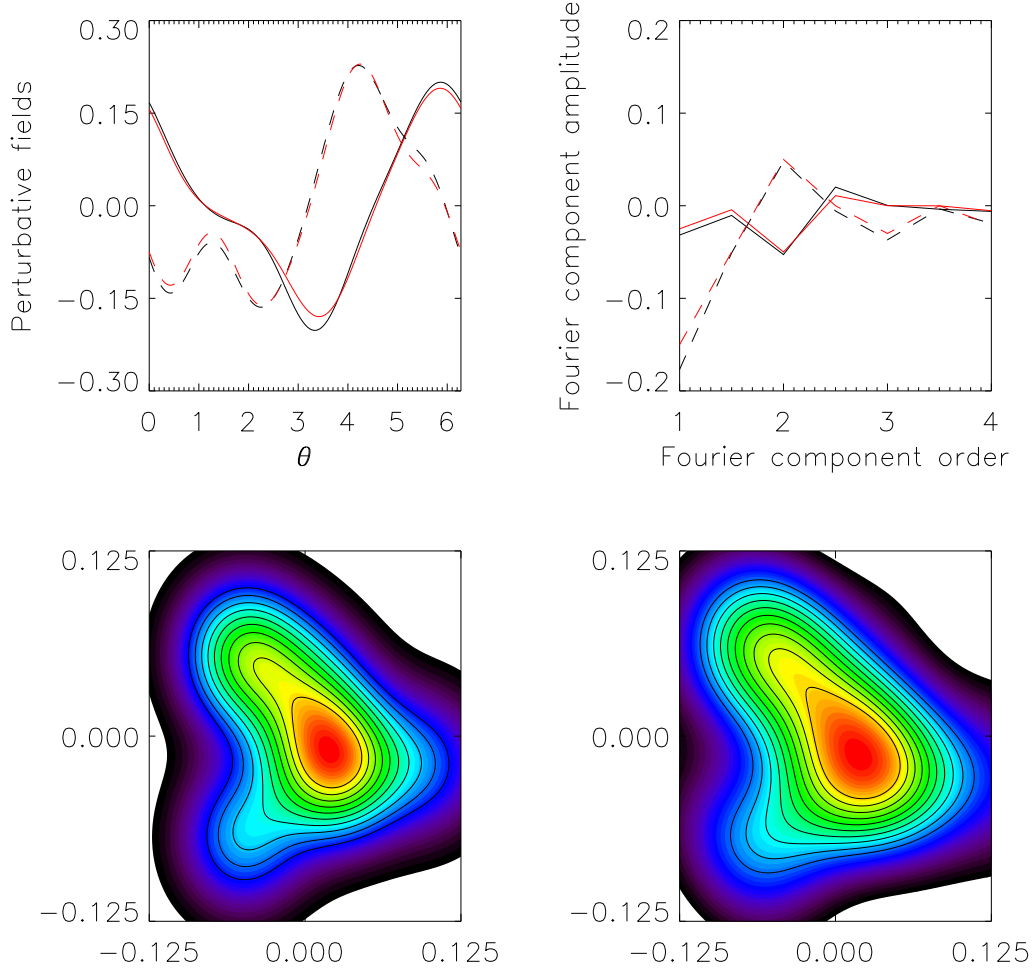 0.30
0.15
0.00
−0.15
−0.30
Perturbative fields
0 1 2 3 4 5 6
θ
0.2
0.1
0.0
−0.1
−0.2
Fourier component amplitude
1 2 3 4
Fourier component order
0.125
0.000
−0.125
−0.125 0.000 0.125
0.125
0.000
−0.125
−0.125 0.000 0.125